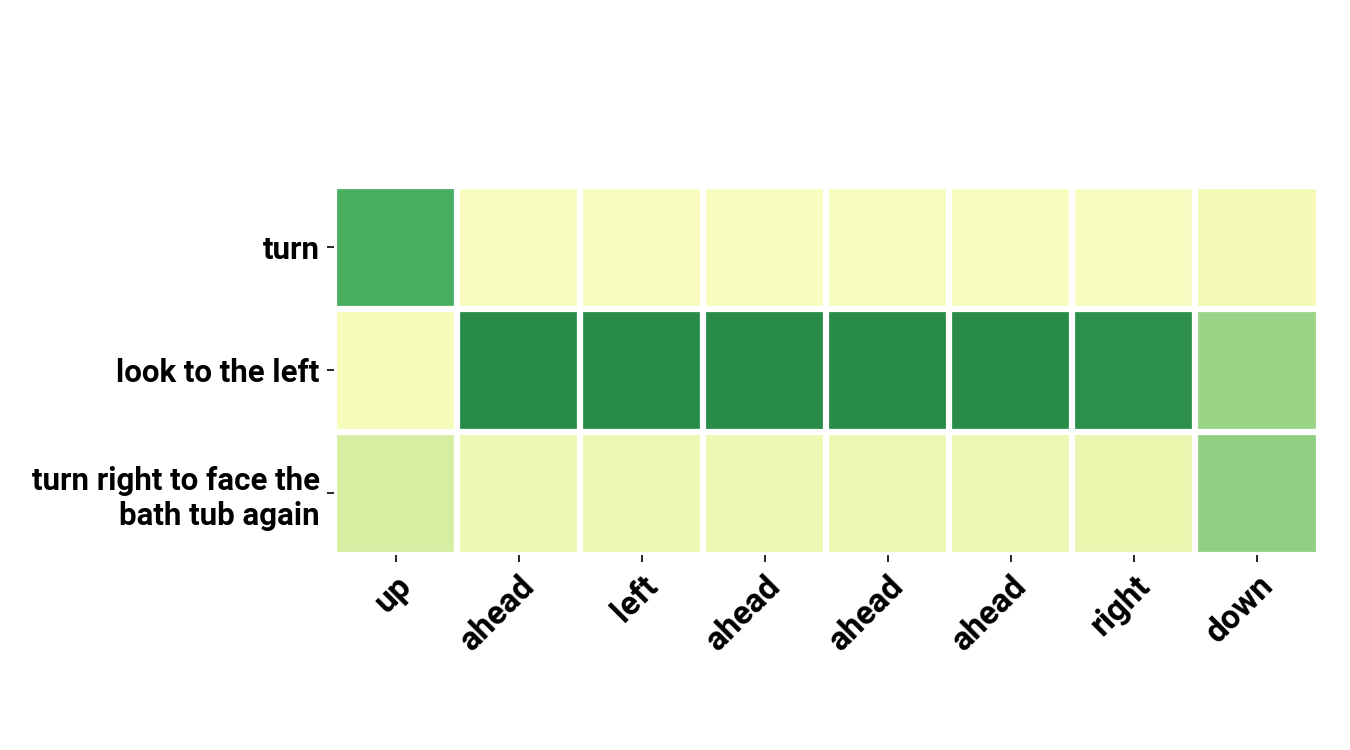 turn
look to the left
turn right to face the
bath tub again
up
ahead
left
ahead
ahead
ahead
right
down